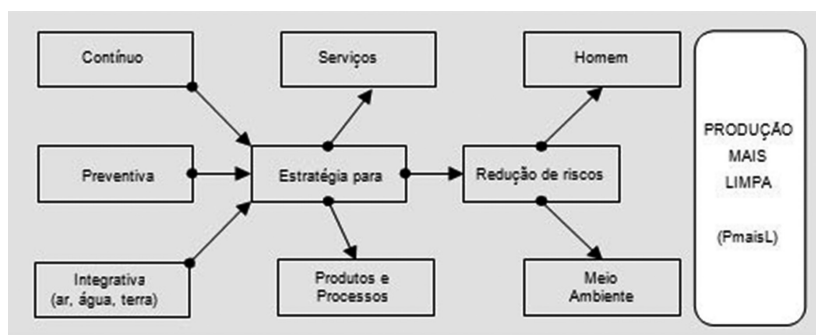 Contínuo
Serviços
Homem
Preventiva
Estratégia para
Redução de riscos
Integrativa
(ar, água, terra)
Produtos e
Processos
Meio
Ambiente
PRODUÇÃO
MAIS
LIMPA
(PmaisL)